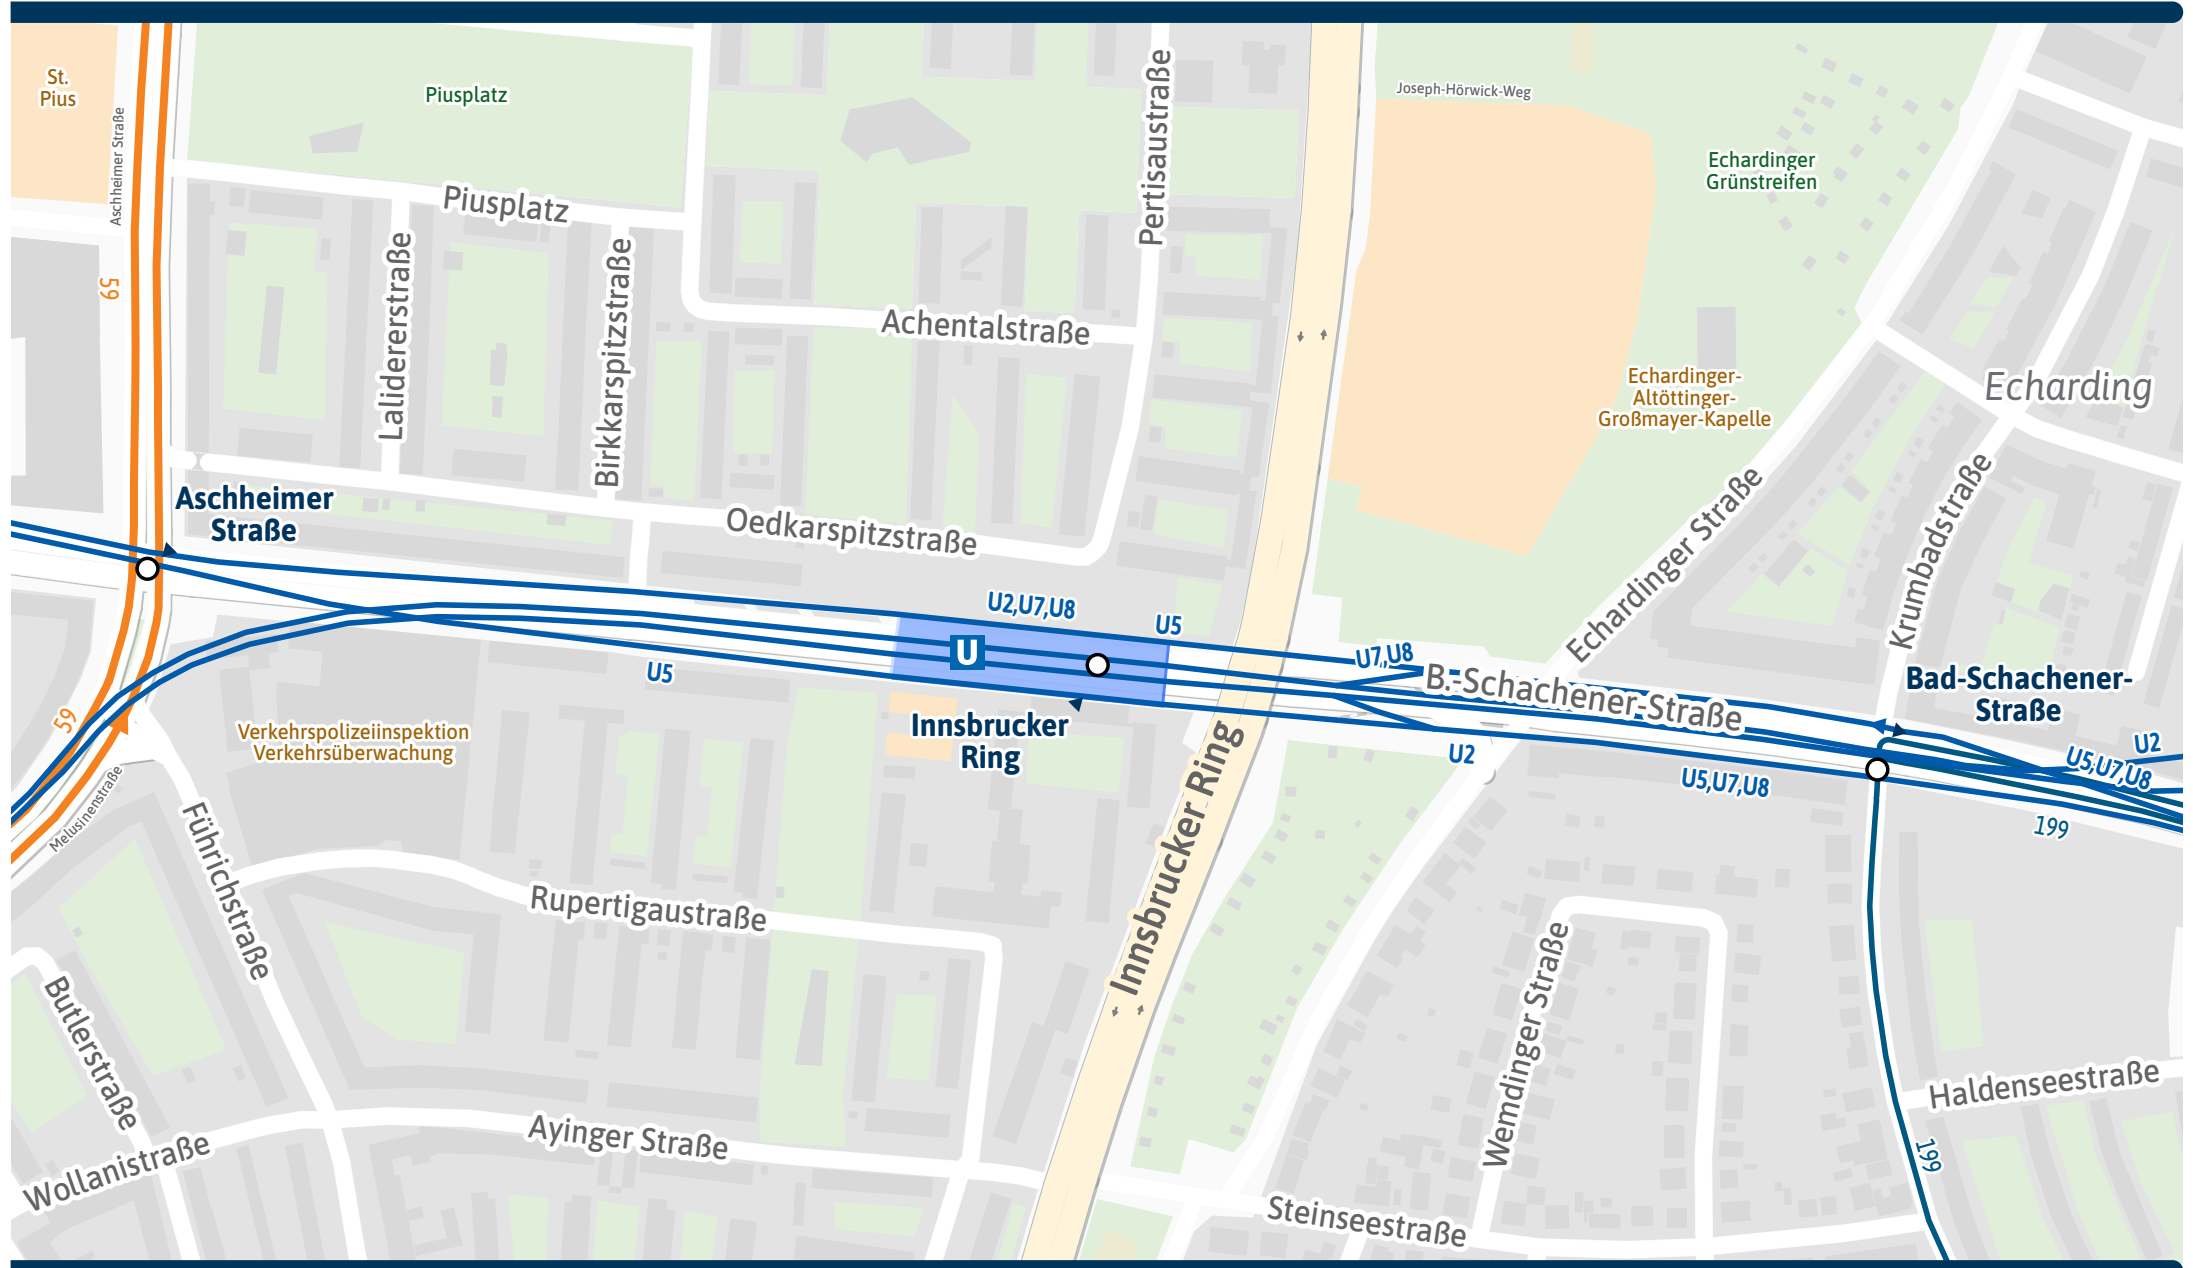 St.
Pius
Piusplatz
Aschheimer Straße
Joseph-Hörwick-Weg
Pertisaustraße
Echardinger
Grünstreifen
Piusplatz
59
Lalidererstraße
Birkkarspitzstraße
Achentalstraße
Echardinger-
Altöttinger-
Großmayer-Kapelle
Echarding
Aschheimer
Straße
Oedkarspitzstraße
Echardinger Straße
Krumbadstraße
U2,U7,U8
U5
U
U7,U8
U5
B.-Schachener-Straße
Bad-Schachener-
Straße
59
Verkehrspolizeiinspektion
Verkehrsüberwachung
Innsbrucker
Ring
U2
U2
U5,U7,U8
U5,U7,U8
199
Melusinenstraße
Führichstraße
Innsbrucker Ring
Rupertigaustraße
Butlerstraße
Wemdinger Straße
Haldenseestraße
Ayinger Straße
Wollanistraße
199
Steinseestraße